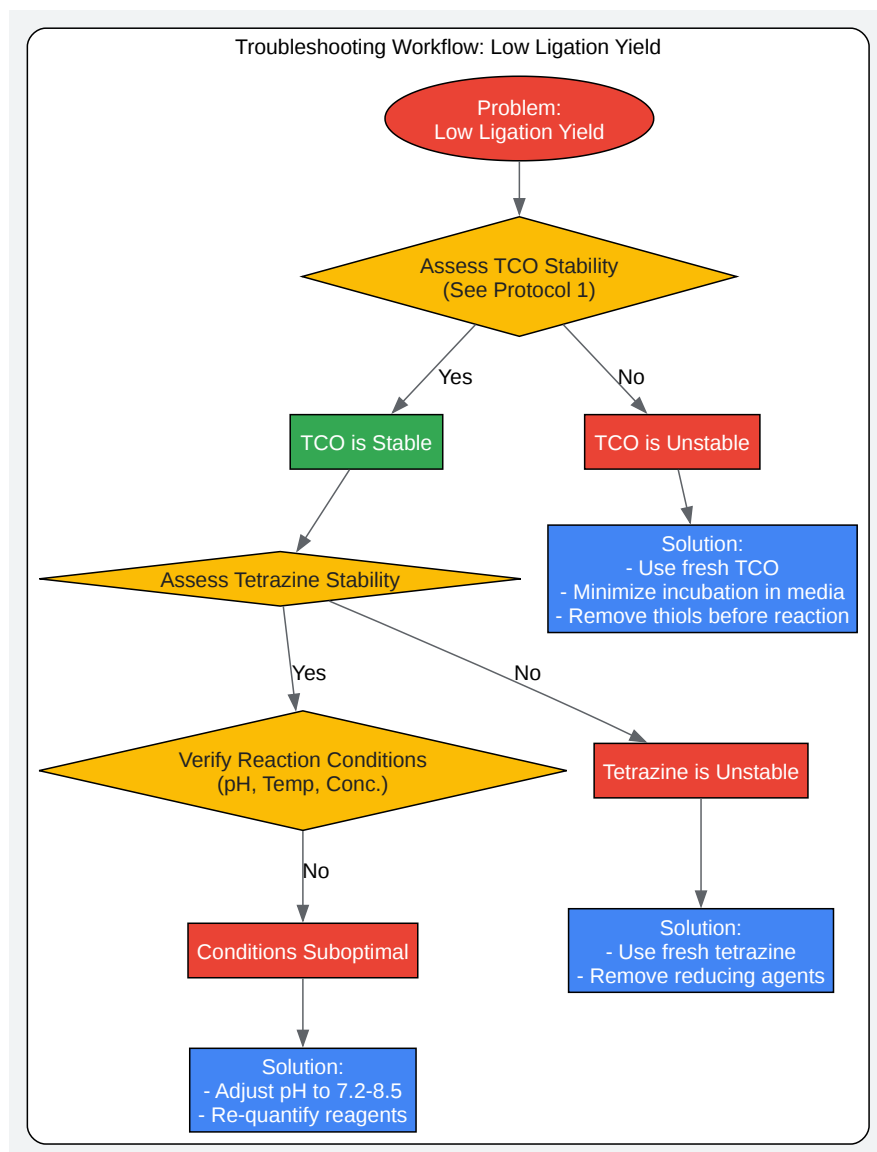 Troubleshooting Workflow: Low Ligation Yield
Problem:
Low Ligation Yield
Assess TCO Stability
(See Protocol 1)
Yes
No
TCO is Stable
TCO is Unstable
Solution:
- Use fresh TCO
- Minimize incubation in media
- Remove thiols before reaction
Assess Tetrazine Stability
Yes
No
Verify Reaction Conditions
(pH, Temp, Conc.)
Tetrazine is Unstable
No
Conditions Suboptimal
Solution:
- Use fresh tetrazine
- Remove reducing agents
Solution:
- Adjust pH to 7.2-8.5
- Re-quantify reagents